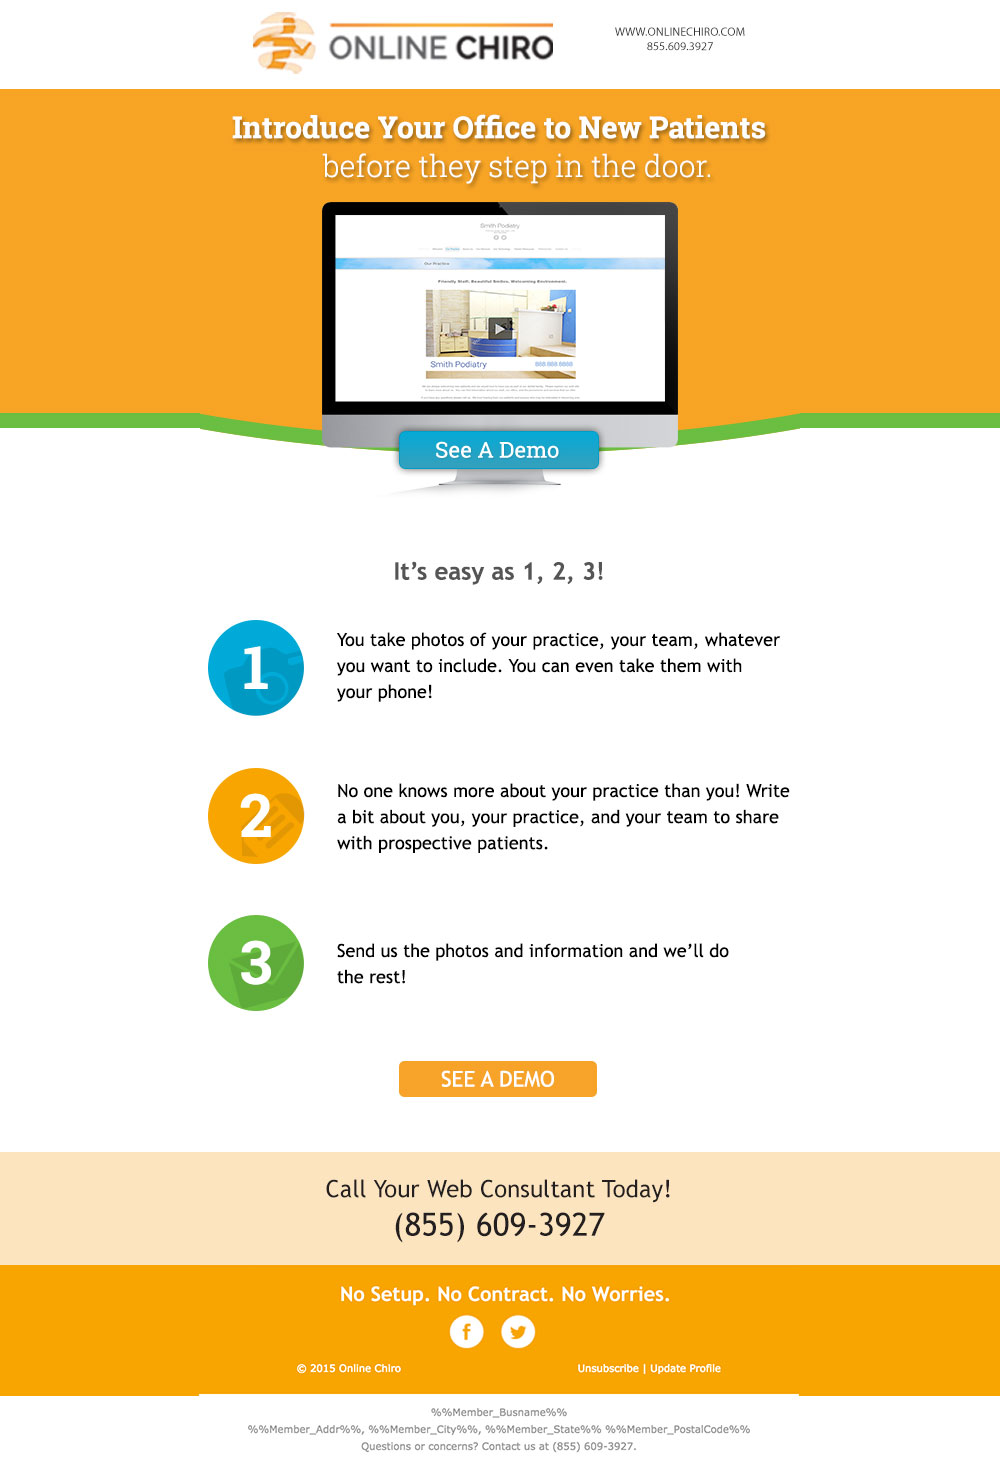 ONLINE CHIRO
WWW.ONLINECHIRO.COM
855.609.3927
Introduce Your Office to New Patients
before they step in the door.
Smith Podiatry
Our Practice
Friendly Staff, Beautiful Smiles, Welcoming Environment.
Smith Podiatry
888-888-8888
See A Demo
It’s easy as 1, 2, 3!
1
You take photos of your practice, your team, whatever
you want to include. You can even take them with
your phone!
2
No one knows more about your practice than you! Write
a bit about you, your practice, and your team to share
with prospective patients.
3
Send us the photos and information and we’ll do
the rest!
SEE A DEMO
Call Your Web Consultant Today!
(855) 609-3927
No Setup. No Contract. No Worries.
© 2015 Online Chiro
Unsubscribe | Update Profile
%%Member_Busname%%
%%Member_Addr%%, %%Member_City%%, %%Member_State%% %%Member_PostalCode%%
Questions or concerns? Contact us at (855) 609-3927.